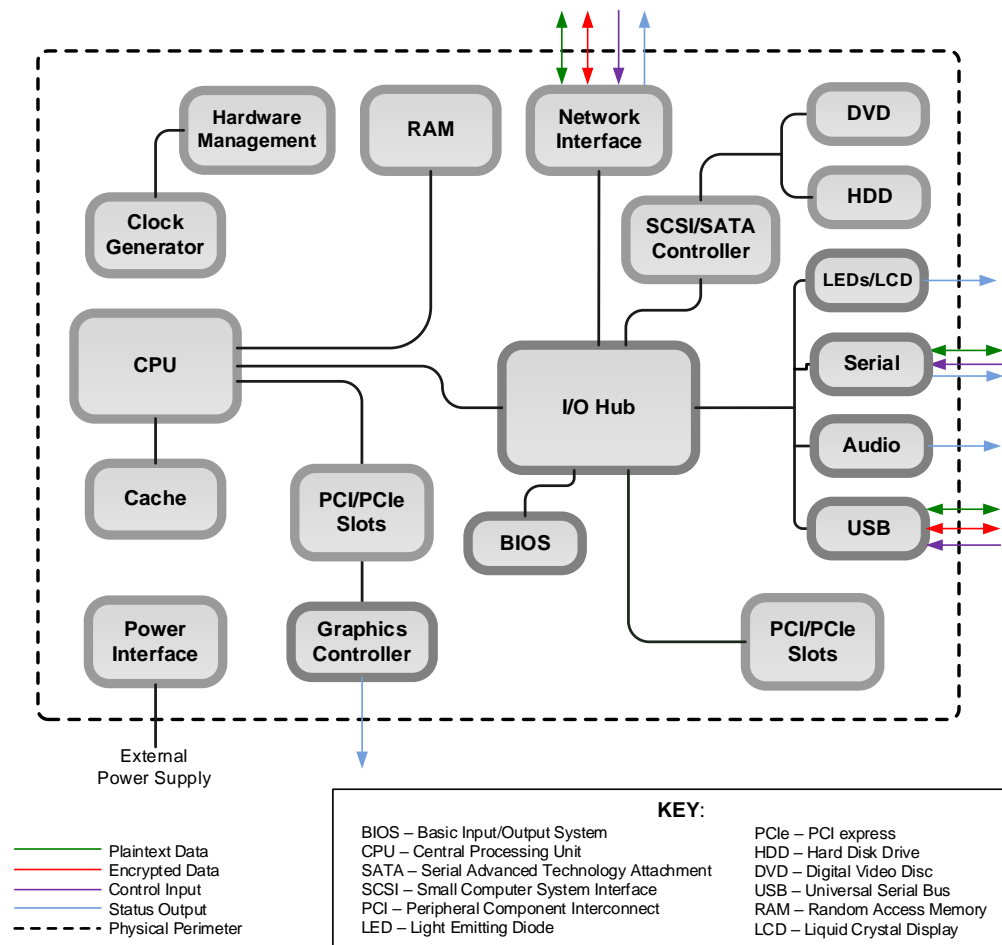 Hardware
Management
RAM
Network
Interface
DVD
HDD
Clock
Generator
SCSI/SATA
Controller
LEDs/LCD
CPU
I/O Hub
Serial
Audio
Cache
PCI/PCIe
Slots
BIOS
USB
Power
Interface
Graphics
Controller
PCI/PCIe
Slots
External
Power Supply
Plaintext Data
Encrypted Data
Control Input
Status Output
Physical Perimeter
KEY:
BIOS – Basic Input/Output System
CPU – Central Processing Unit
SATA – Serial Advanced Technology Attachment
SCSI – Small Computer System Interface
PCI – Peripheral Component Interconnect
LED – Light Emitting Diode
PCIe – PCI express
HDD – Hard Disk Drive
DVD – Digital Video Disc
USB – Universal Serial Bus
RAM – Random Access Memory
LCD – Liquid Crystal Display